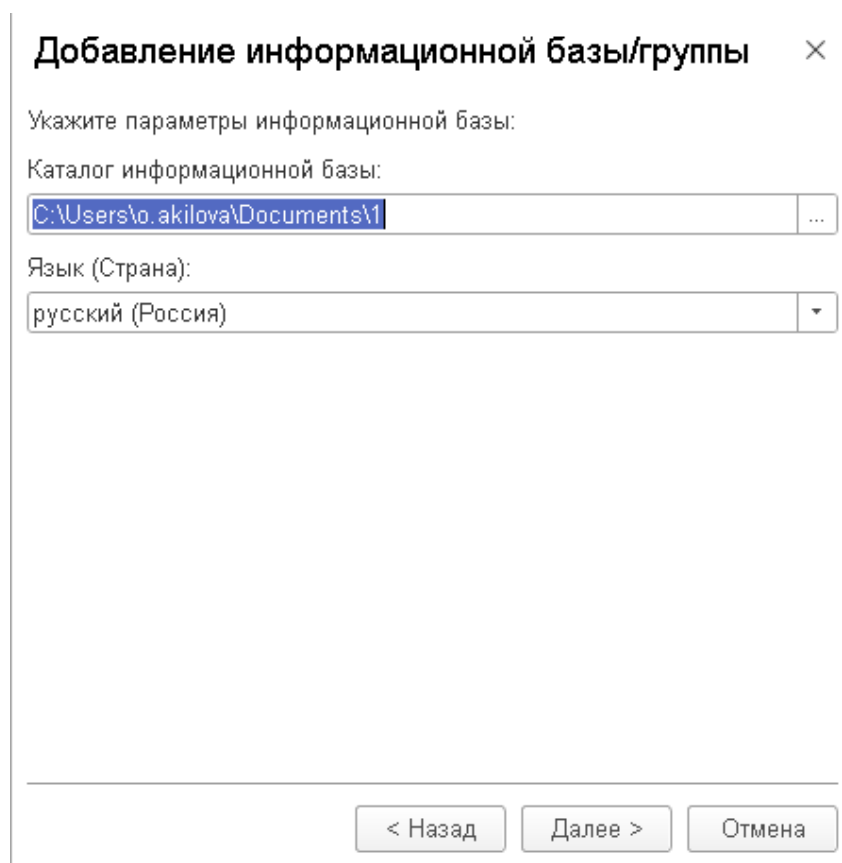 Добавление информационной базы/группы
Укажите параметры информационной базы:
Каталог информационной базы:
C:\Users\o.akilova\Documents\1
...
Язык (Страна):
русский (Россия)
< Назад
Далее >
Отмена